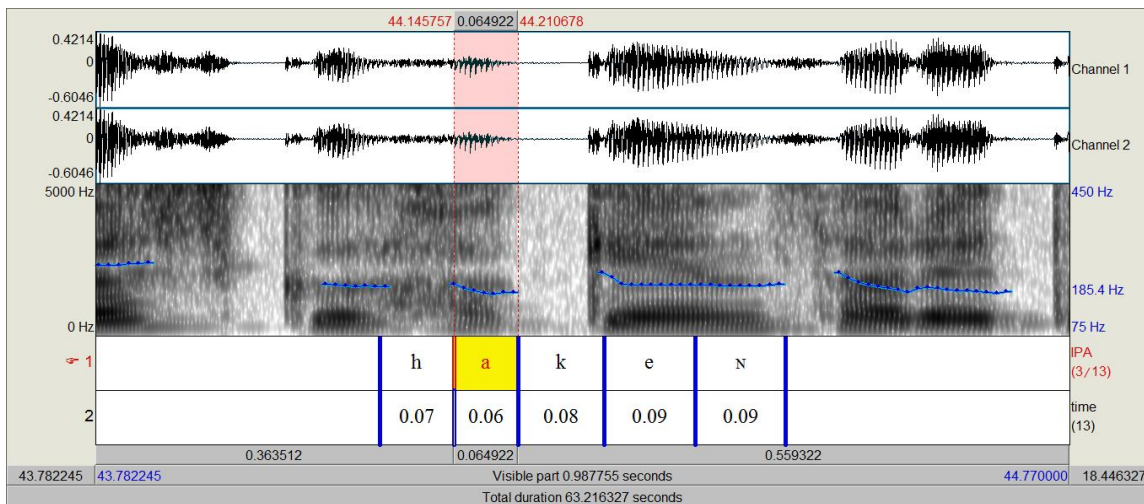 44.145757 0.064922 44.210678
0.4214
0
-0.6046
Channel 1
0.4214
0
-0.6046
Channel 2
5000 Hz
0 Hz
450 Hz
185.4 Hz
75 Hz
1 h a k e ɴ IPA
(3/13)
2 0.07 0.06 0.08 0.09 0.09 time
(13)
0.363512 0.064922 0.559322
43.782245 43.782245 Visible part 0.987755 seconds 44.770000 18.446327
Total duration 63.216327 seconds